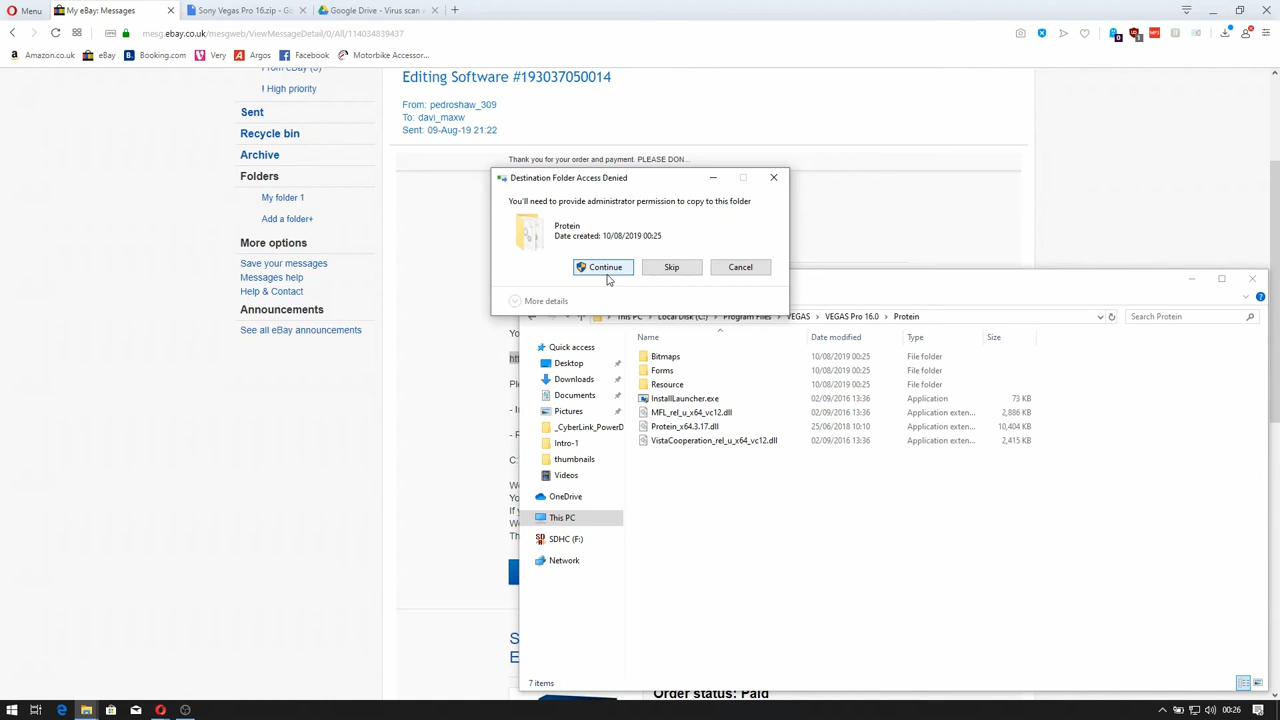 Menu
My eBay: Messages
Sony Vegas Pro 16.zip - Go
Google Drive - Virus scan w
mesg.ebay.co.uk/mesgweb/ViewMessageDetail/0/All/114034839437
Amazon.co.uk
eBay
Booking.com
Very
Argos
Facebook
Motorbike Accessor...
From eBay (3)
! High priority
Sent
Recycle bin
Archive
Folders
My folder 1
Add a folder+
More options
Save your messages
Messages help
Help & Contact
Announcements
See all eBay announcements
Editing Software #193037050014
From: pedroshaw_309
To: davi_maxw
Sent: 09-Aug-19 21:22
Thank you for your order and payment. PLEASE DON...
Destination Folder Access Denied
You'll need to provide administrator permission to copy to this folder
Protein
Date created: 10/08/2019 00:25
Continue
Skip
Cancel
More details
This PC
Local Disk (C:)
Program Files
VEGAS
VEGAS Pro 16.0
Protein
Search Protein
Name
Date modified
Type
Size
Quick access
Desktop
Downloads
Documents
Pictures
_CyberLink_PowerD
Intro-1
thumbnails
Videos
OneDrive
This PC
SDHC (F:)
Network
Bitmaps 10/08/2019 00:25 File folder
Forms 10/08/2019 00:25 File folder
Resource 10/08/2019 00:25 File folder
InstallLauncher.exe 02/09/2016 13:36 Application 73 KB
MFL_rel_u_x64_vc12.dll 02/09/2016 13:36 Application exten... 2,886 KB
Protein_x64.3.17.dll 25/06/2018 10:10 Application exten... 10,404 KB
VistaCooperation_rel_u_x64_vc12.dll 02/09/2016 13:36 Application exten... 2,415 KB
7 items
Order status: Paid
00:26